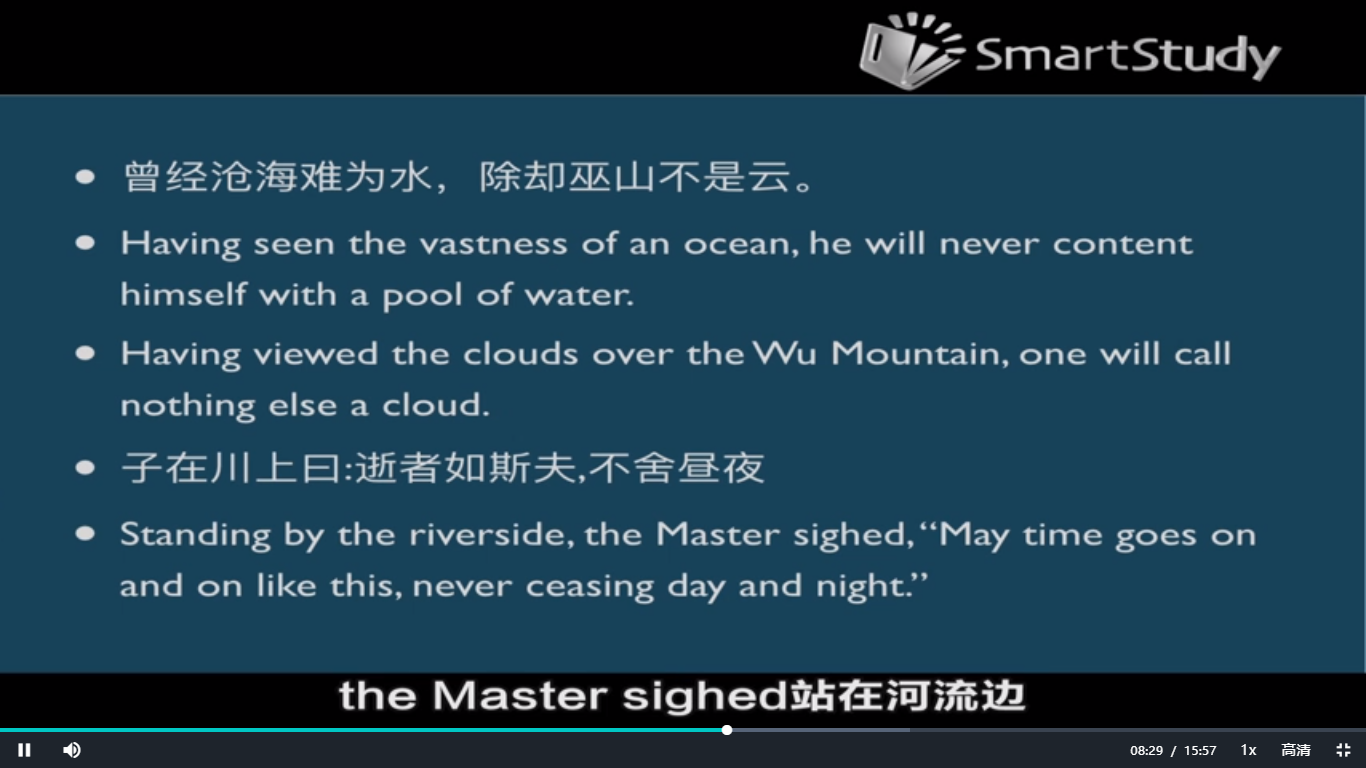 SmartStudy
曾经沧海难为水，除却巫山不是云。
Having seen the vastness of an ocean, he will never content
himself with a pool of water.
Having viewed the clouds over the Wu Mountain, one will call
nothing else a cloud.
子在川上曰:逝者如斯夫,不舍昼夜
Standing by the riverside, the Master sighed, “May time goes on
and on like this, never ceasing day and night.”
the Master sighed站在河流边
08:29 / 15:57 1x 高清